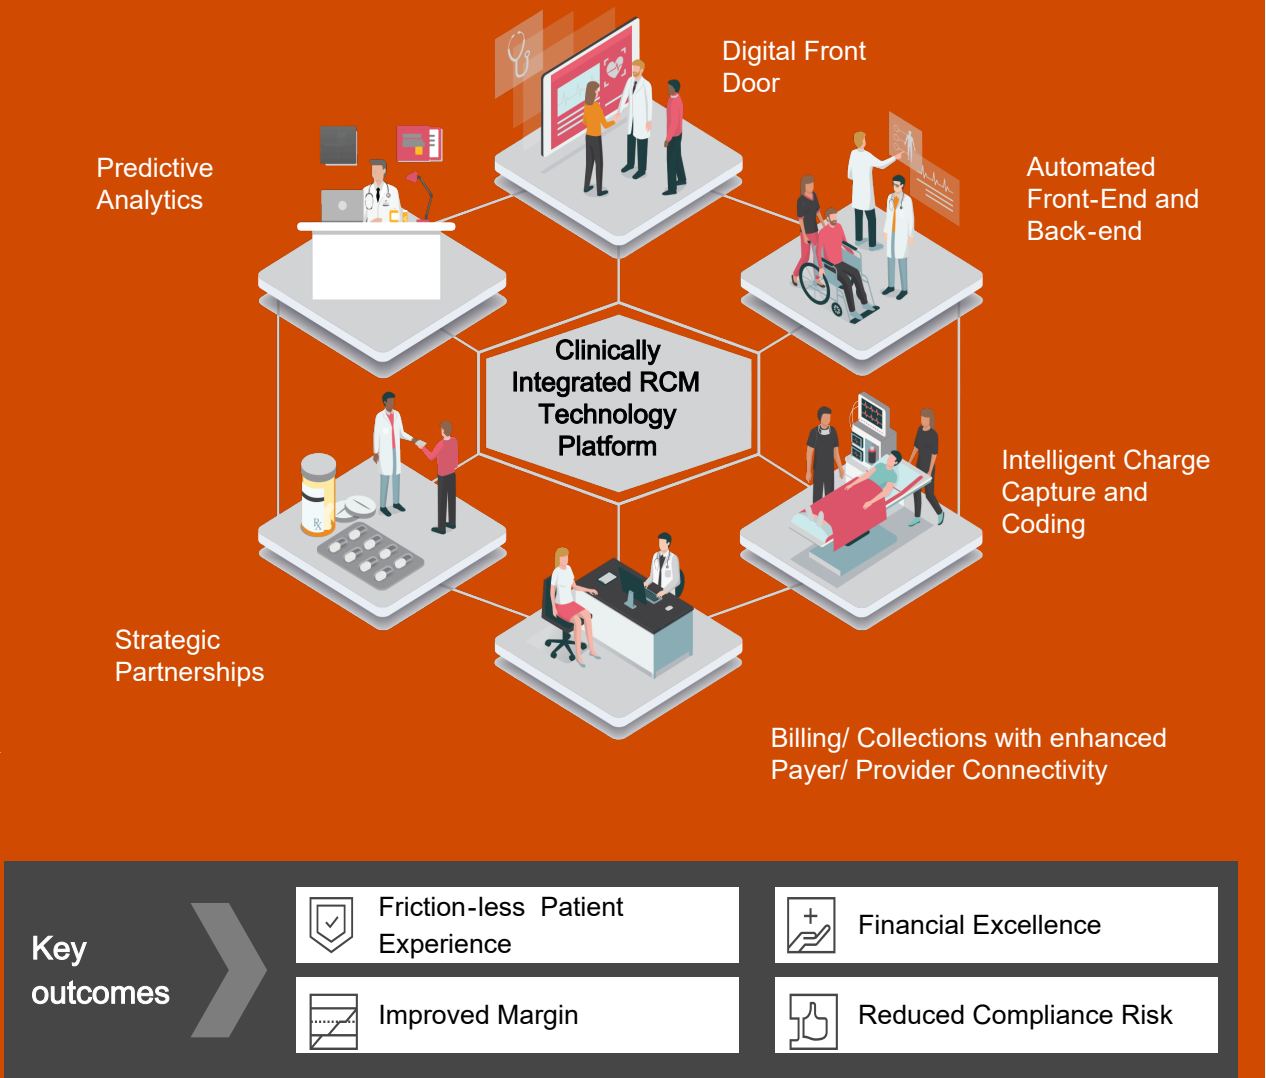 Digital Front
Door
Predictive
Analytics
Automated
Front-End and
Back-end
Clinically
Integrated RCM
Technology
Platform
Intelligent Charge
Capture and
Coding
Rx
Strategic
Partnerships
Billing/ Collections with enhanced
Payer/ Provider Connectivity
Key
outcomes
Friction-less Patient
Experience
Financial Excellence
Improved Margin
Reduced Compliance Risk